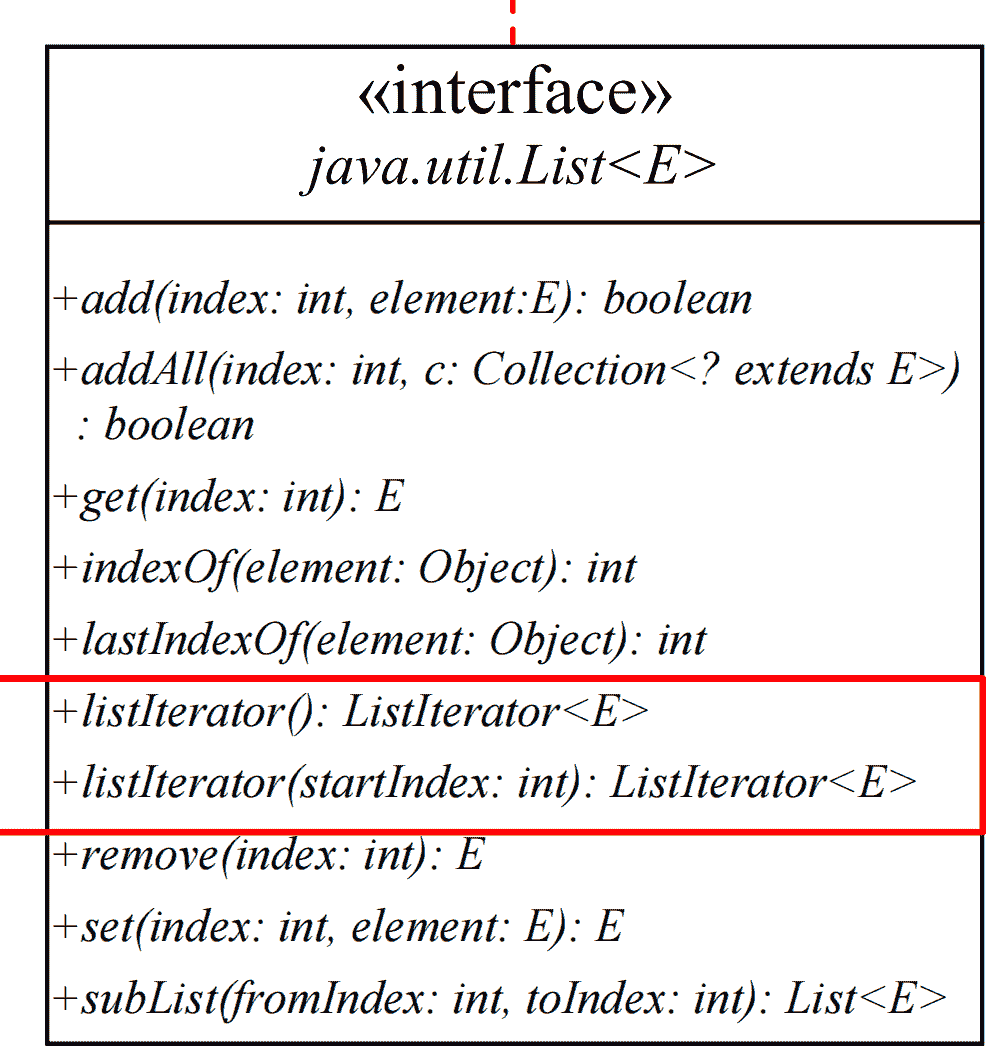 «interface»
java.util.List<E>
+add(index: int, element:E): boolean
+addAll(index: int, c: Collection<? extends E>)
: boolean
+get(index: int): E
+indexOf(element: Object): int
+lastIndexOf(element: Object): int
+listIterator(): ListIterator<E>
+listIterator(startIndex: int): ListIterator<E>
+remove(index: int): E
+set(index: int, element: E): E
+subList(fromIndex: int, toIndex: int): List<E>